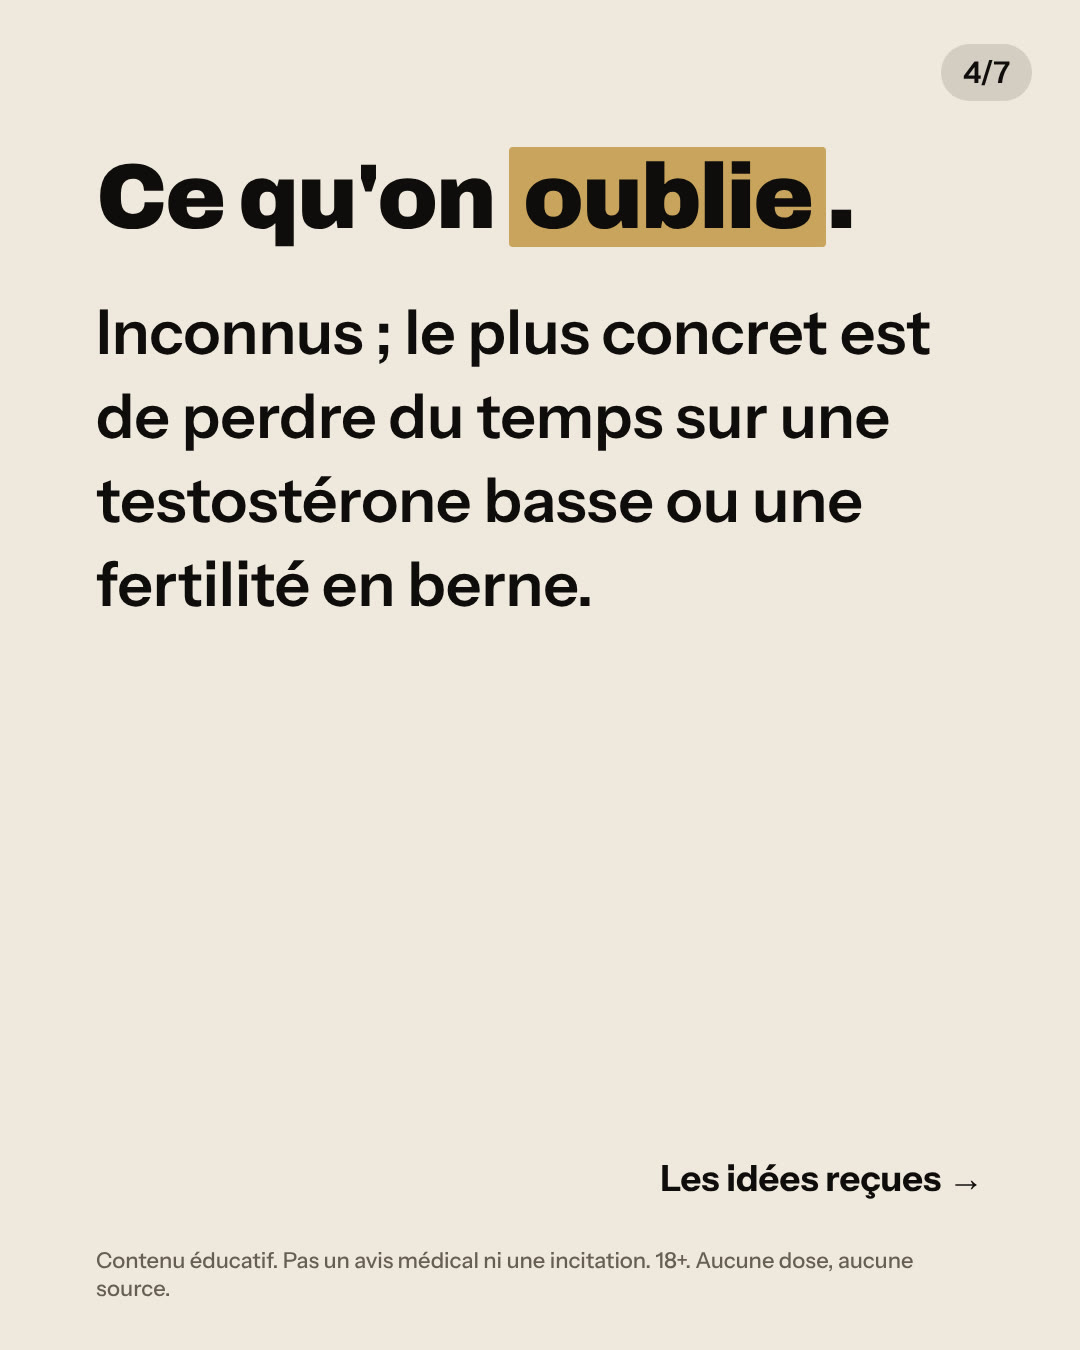 4/7
Ce qu'on oublie.
Inconnus ; le plus concret est
de perdre du temps sur une
testostérone basse ou une
fertilité en berne.
Les idées reçues →
Contenu éducatif. Pas un avis médical ni une incitation. 18+. Aucune dose, aucune
source.